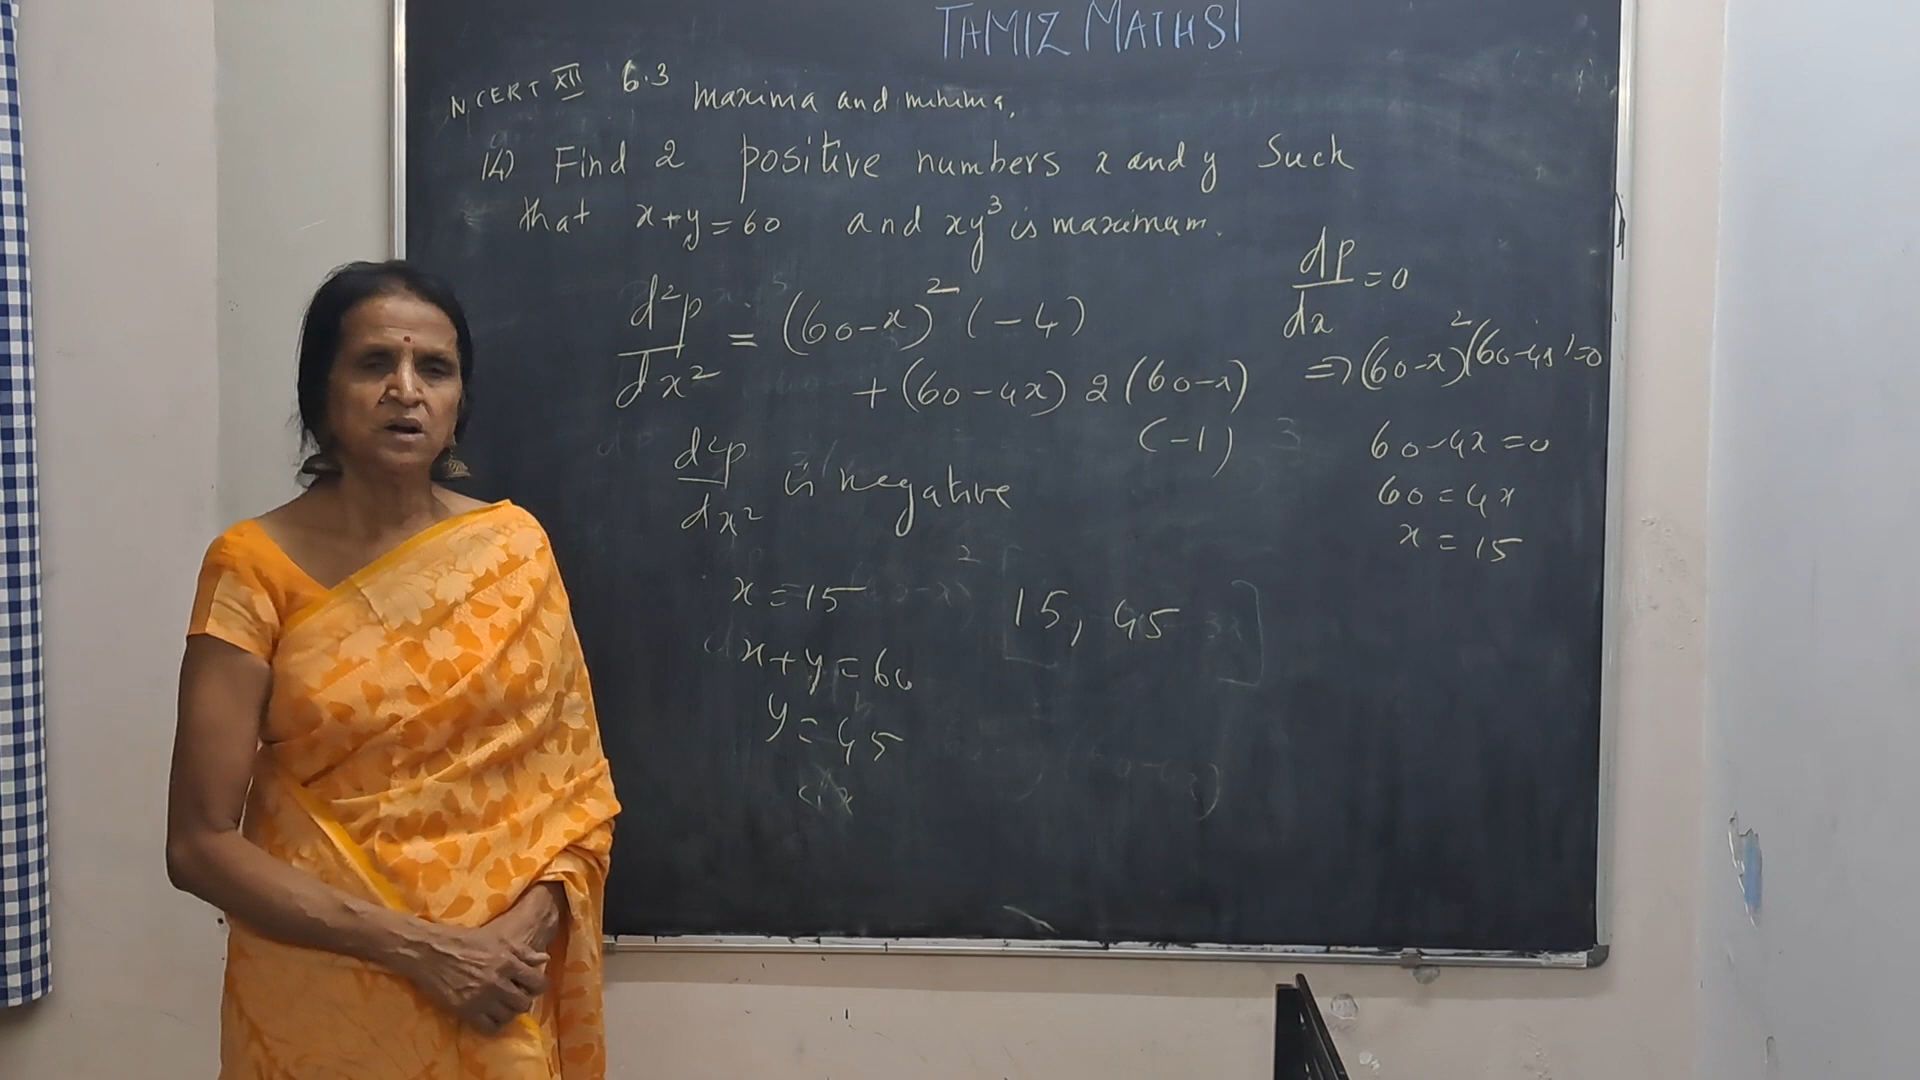 TAMIZ MATHS
N.CERT XII 6.3 Maxima and minima.
14) Find 2 positive numbers x and y Such
that x+y=60 and xy³ is maximum.
d²p/dx² = (60-x)² (-4)
+ (60-4x) 2 (60-x)
(-1)
d²p/dx² is negative
x=15
x+y=60
y=45
15, 45
dp/dx = 0
=> (60-x)² (60-4x)=0
60-4x=0
60=4x
x=15